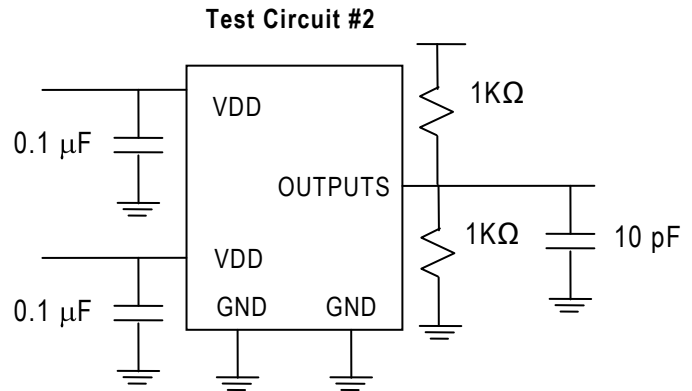 Test Circuit #2
1KΩ
VDD
0.1 μF
OUTPUTS
1KΩ
10 pF
VDD
0.1 μF
GND GND